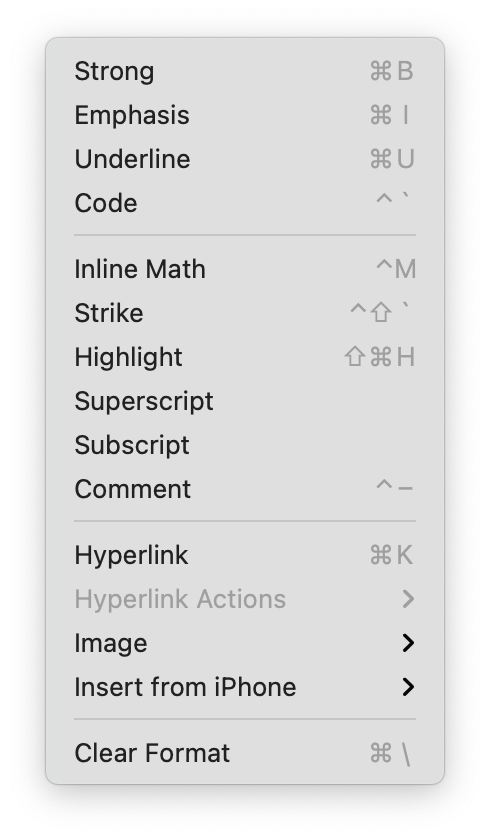 Strong ⌘B
Emphasis ⌘I
Underline ⌘U
Code ^`
Inline Math ^M
Strike ^⇧`
Highlight ⇧⌘H
Superscript
Subscript
Comment ^–
Hyperlink ⌘K
Hyperlink Actions >
Image >
Insert from iPhone >
Clear Format ⌘\